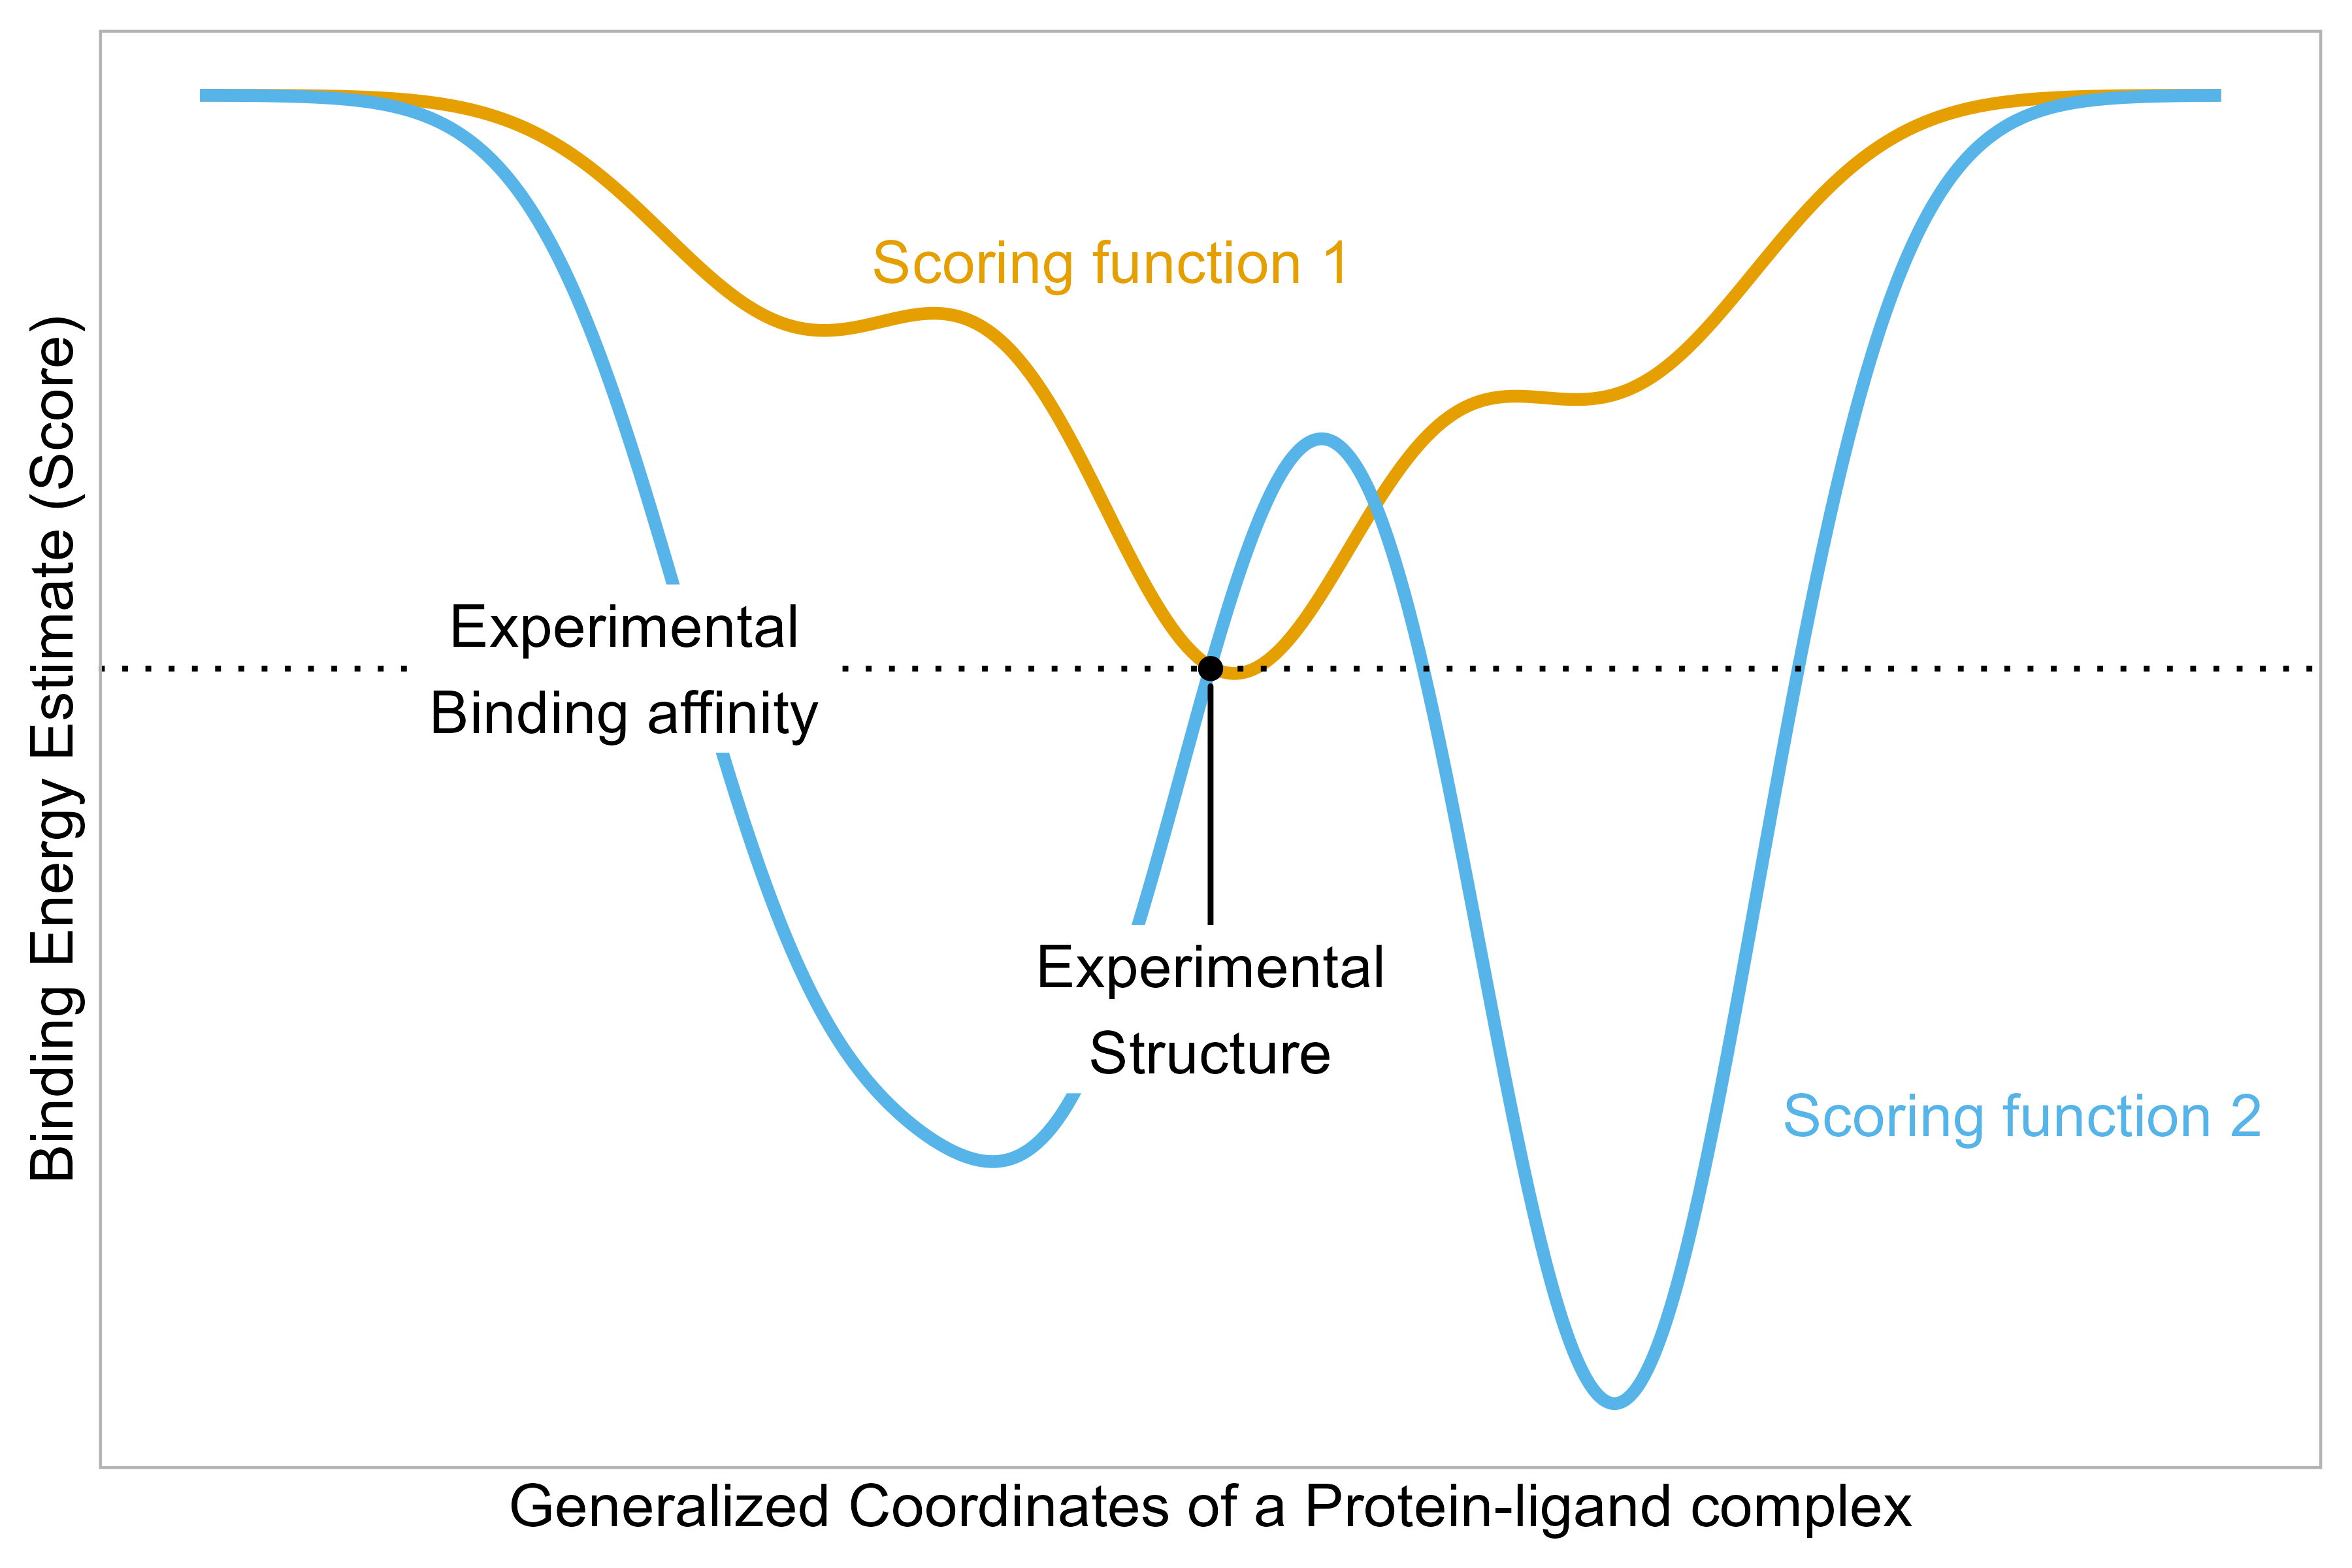 Binding Energy Estimate (Score)
Scoring function 1
Experimental
Binding affinity
Experimental
Structure
Scoring function 2
Generalized Coordinates of a Protein-ligand complex